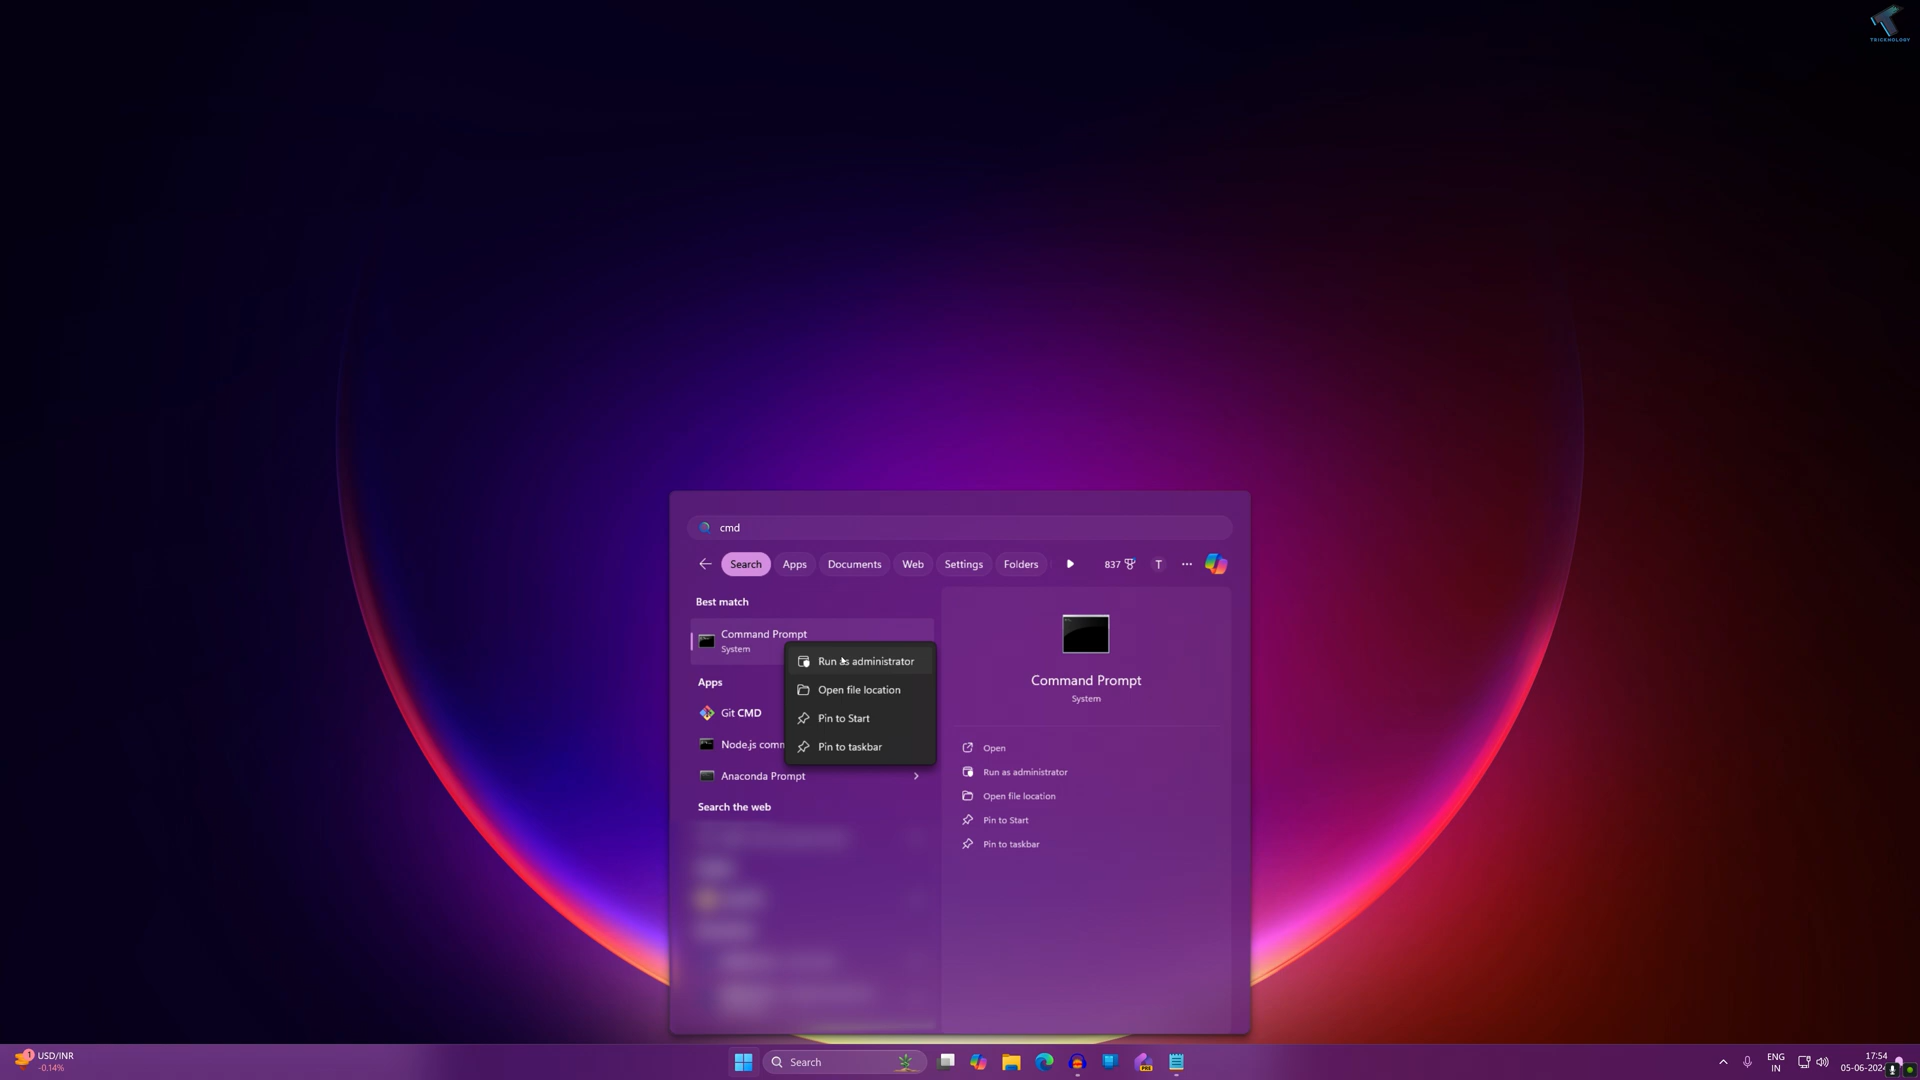 TRICKNOLOGY
cmd
Search
Apps
Documents
Web
Settings
Folders
837
T
Best match
Command Prompt
System
Run as administrator
Open file location
Pin to Start
Pin to taskbar
Apps
Git CMD
Node.js comm
Anaconda Prompt
Search the web
Command Prompt
System
Open
Run as administrator
Open file location
Pin to Start
Pin to taskbar
1
USD/INR
-0.14%
Search
PRE
ENG
IN
17:54
05-06-2024